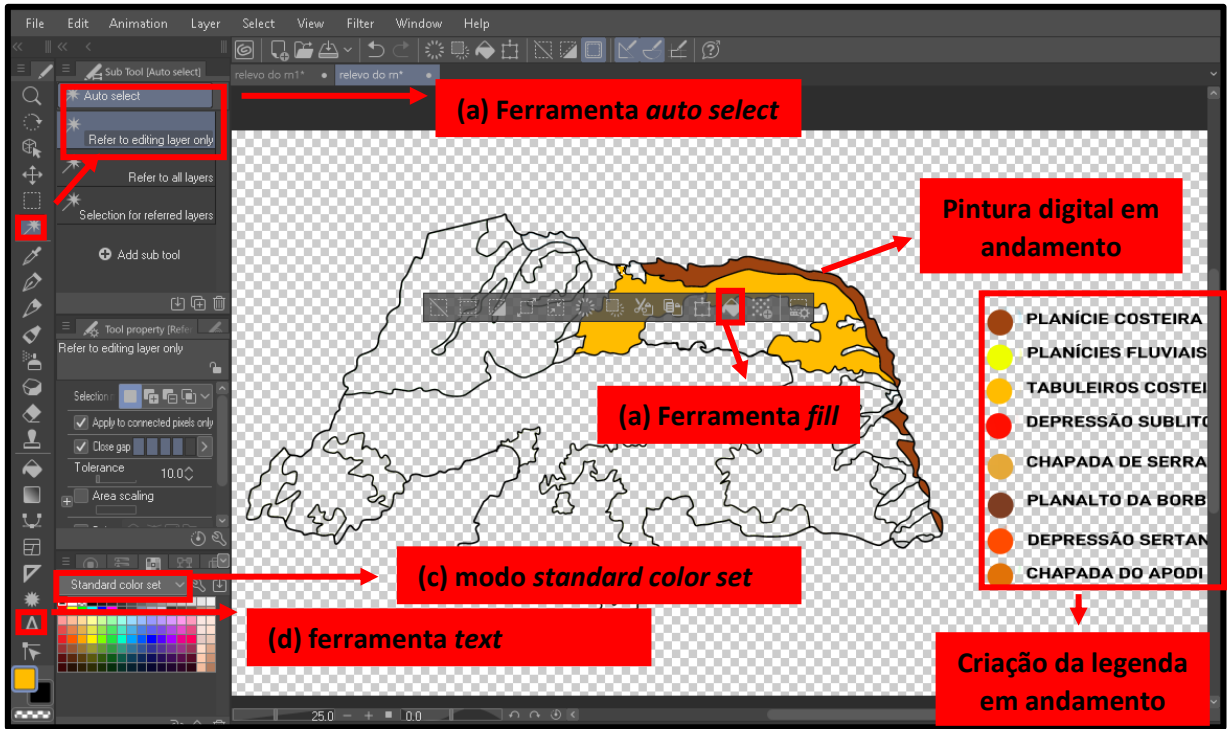 File Edit Animation Layer Select View Filter Window Help
Sub Tool [Auto select]
relevo do m1* relevo do m*
Auto select
Refer to editing layer only
Refer to all layers
Selection for referred layers
Add sub tool
(a) Ferramenta auto select
Pintura digital em
andamento
Tool property [Refer
Refer to editing layer only
Selection
Apply to connected pixels only
Close gap
Tolerance
10.0
Area scaling
(a) Ferramenta fill
PLANÍCIE COSTEIRA
PLANÍCIES FLUVIAIS
TABULEIROS COSTEI
DEPRESSÃO SUBLITO
CHAPADA DE SERRA
PLANALTO DA BORB
DEPRESSÃO SERTAN
CHAPADA DO APODI
Standard color set
(c) modo standard color set
(d) ferramenta text
Criação da legenda
em andamento
25.0 0.0